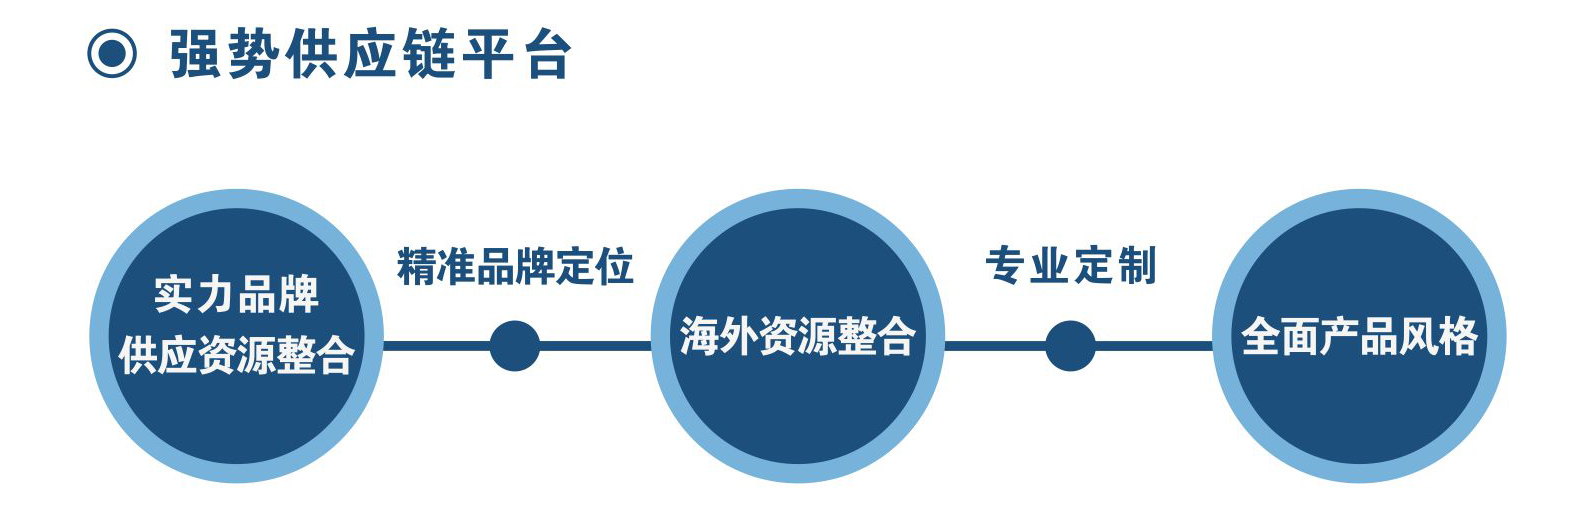 强势供应链平台
实力品牌
供应资源整合
精准品牌定位
海外资源整合
专业定制
全面产品风格